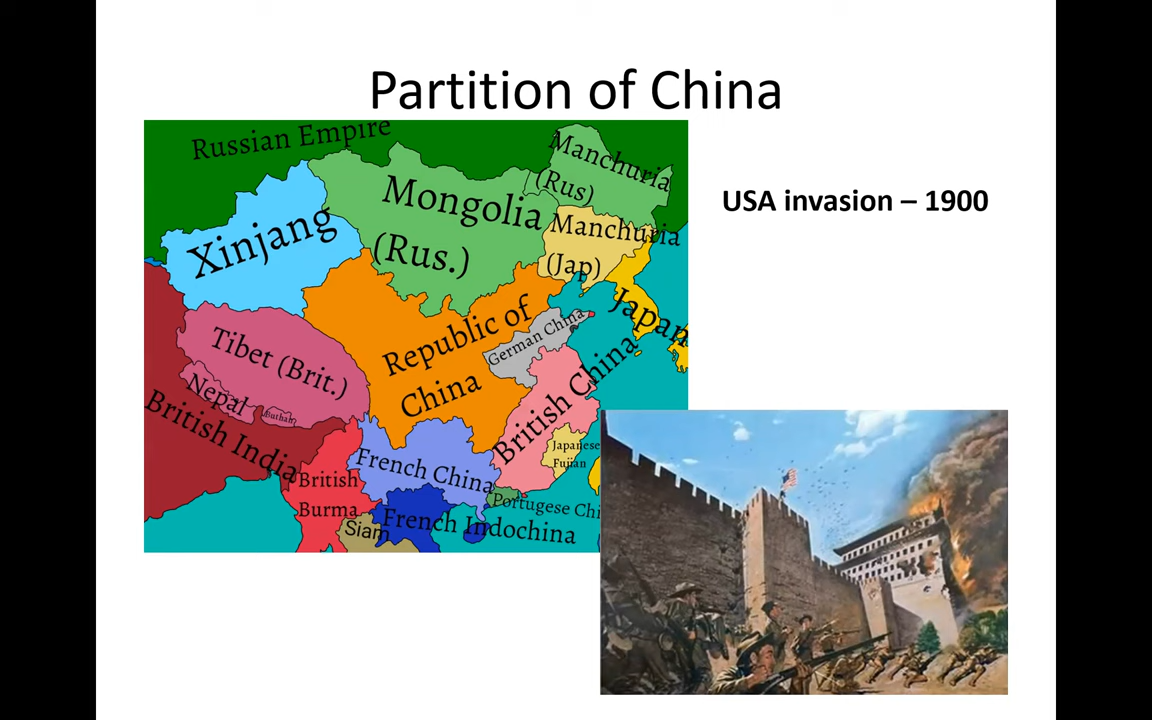 Partition of China
Russian Empire
Manchuria
(Rus)
Mongolia
(Rus.)
Xinjang
Manchuria
(Jap)
Japan
Republic of
China
German China
Tibet (Brit.)
Nepal
Buthan
British India
British China
Japanese
Fujian
French China
British
Burma
Portugese Chi
French Indochina
Siam
USA invasion – 1900